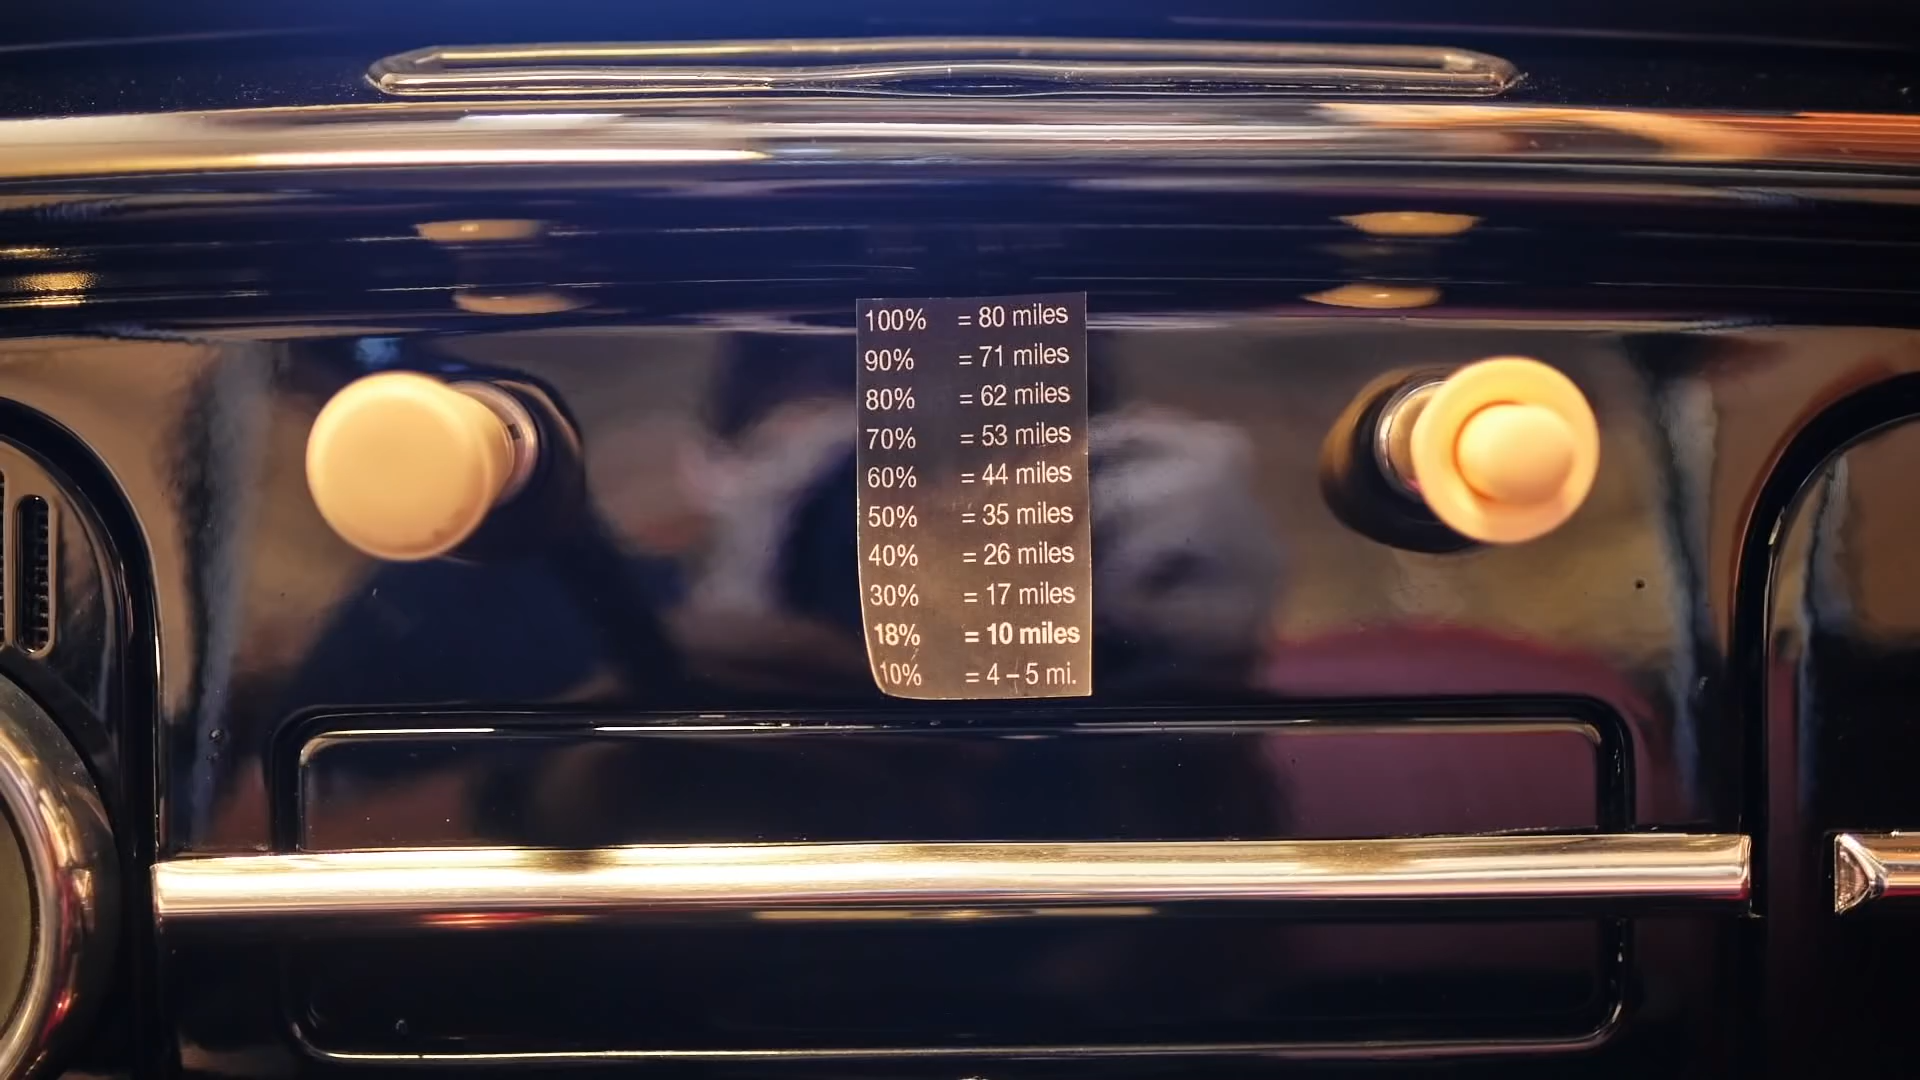 100% = 80 miles
90% = 71 miles
80% = 62 miles
70% = 53 miles
60% = 44 miles
50% = 35 miles
40% = 26 miles
30% = 17 miles
18% = 10 miles
10% = 4 – 5 mi.